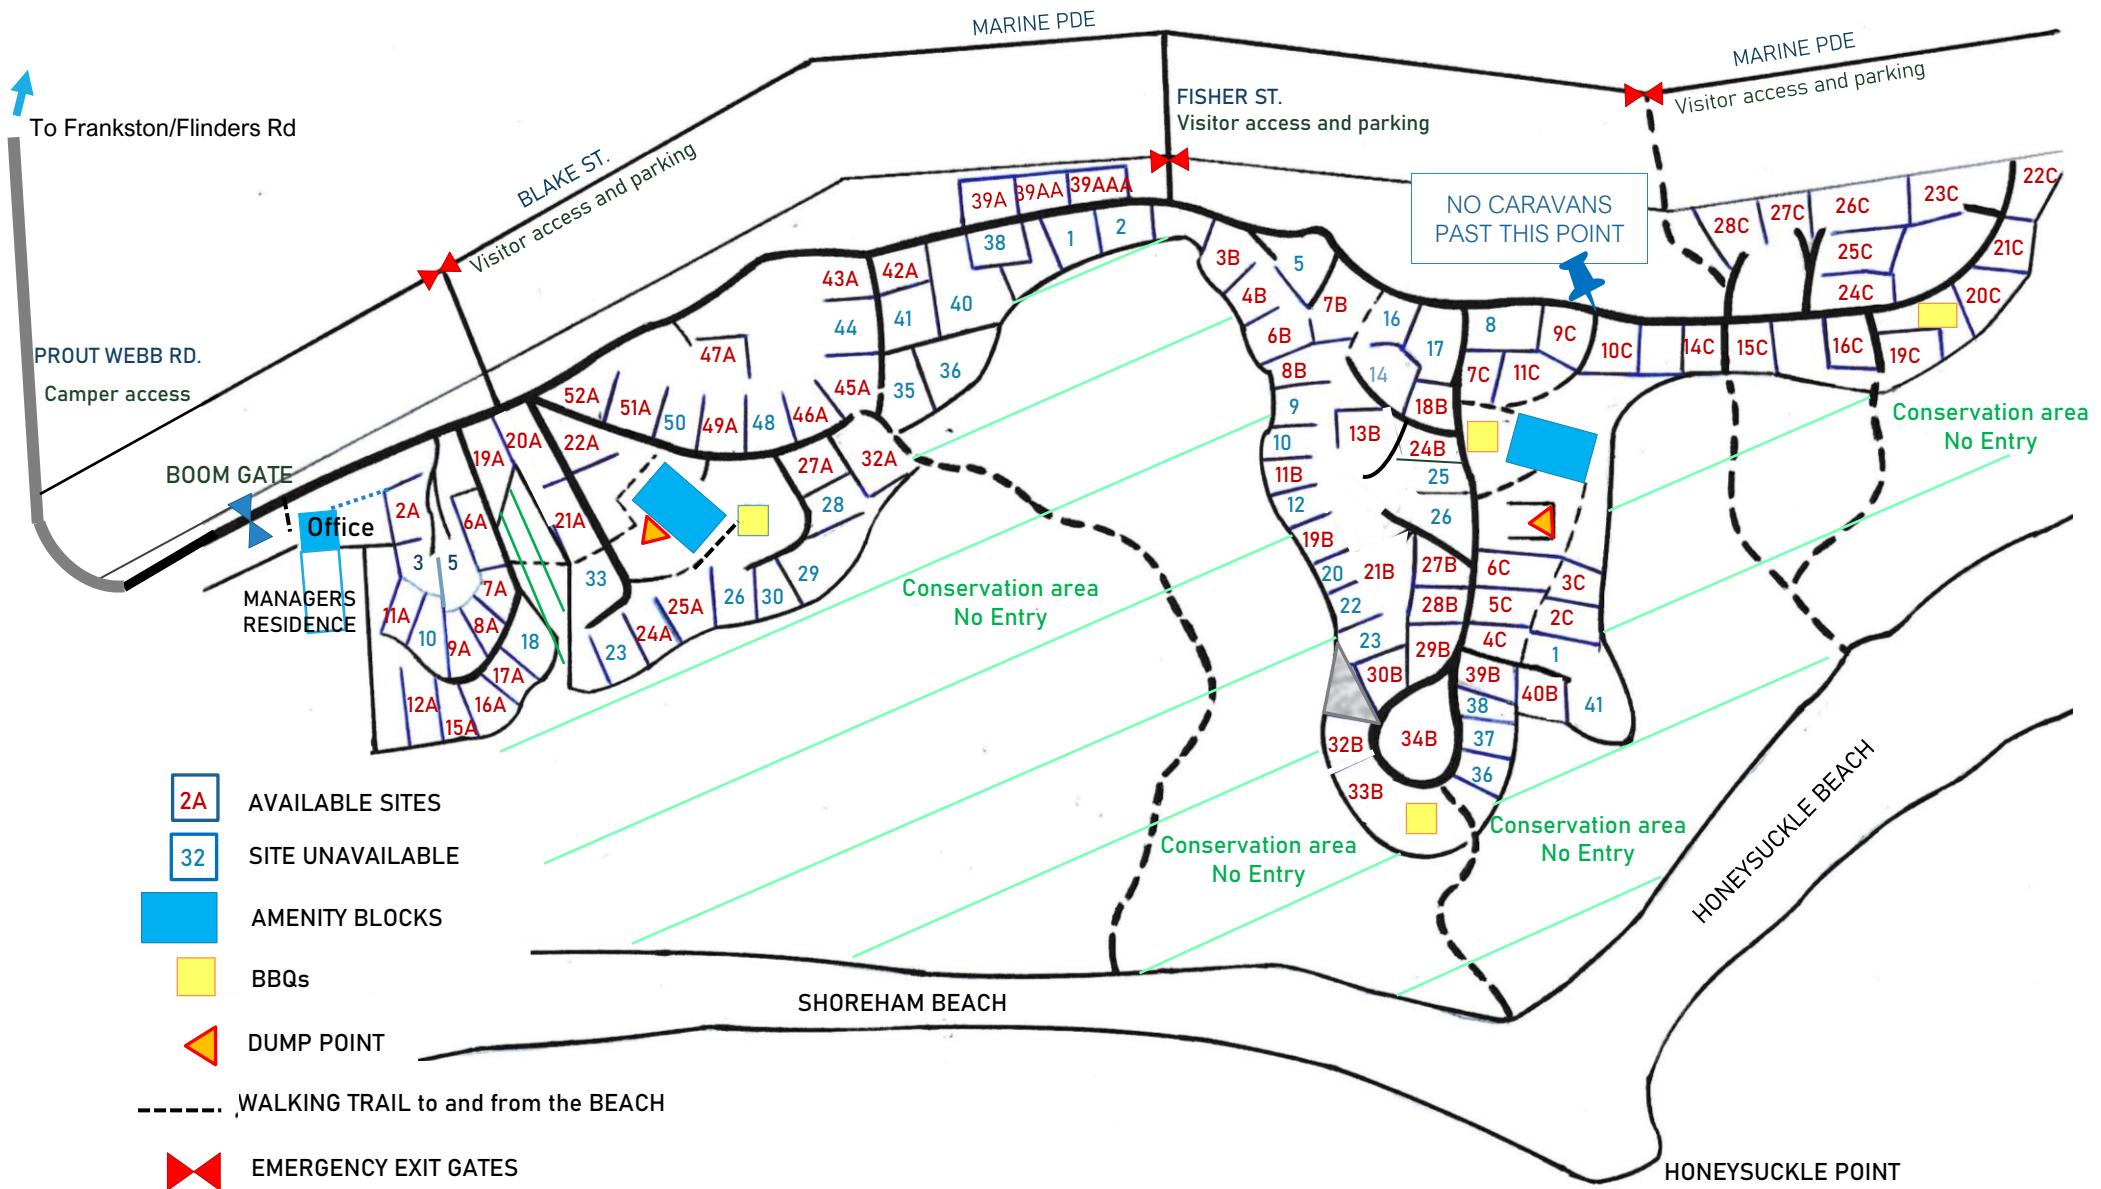 MARINE PDE
MARINE PDE
Visitor access and parking
FISHER ST.
Visitor access and parking
To Frankston/Flinders Rd
BLAKE ST.
Visitor access and parking
NO CARAVANS
PAST THIS POINT
PROUT WEBB RD.
Camper access
BOOM GATE
Office
MANAGERS
RESIDENCE
39A
39AA
39AAA
38
1
2
43A
42A
44
41
40
47A
45A
35
36
52A
51A
50
49A
48
46A
32A
19A
20A
22A
27A
28
2A
6A
21A
3
5
7A
33
25A
26
30
29
11A
10
9A
8A
18
23
24A
17A
12A
15A
16A
3B
5
4B
7B
6B
16
8
9C
17
8B
14
7C
11C
9
18B
10
13B
24B
11B
25
12
26
19B
20
21B
27B
6C
3C
22
28B
5C
2C
23
29B
4C
1
30B
39B
40B
41
38
32B
34B
37
36
33B
28C
27C
26C
23C
22C
25C
21C
24C
20C
10C
14C
15C
16C
19C
Conservation area
No Entry
Conservation area
No Entry
Conservation area
No Entry
Conservation area
No Entry
2A
AVAILABLE SITES
32
SITE UNAVAILABLE
AMENITY BLOCKS
BBQs
DUMP POINT
WALKING TRAIL to and from the BEACH
EMERGENCY EXIT GATES
SHOREHAM BEACH
HONEYSUCKLE BEACH
HONEYSUCKLE POINT